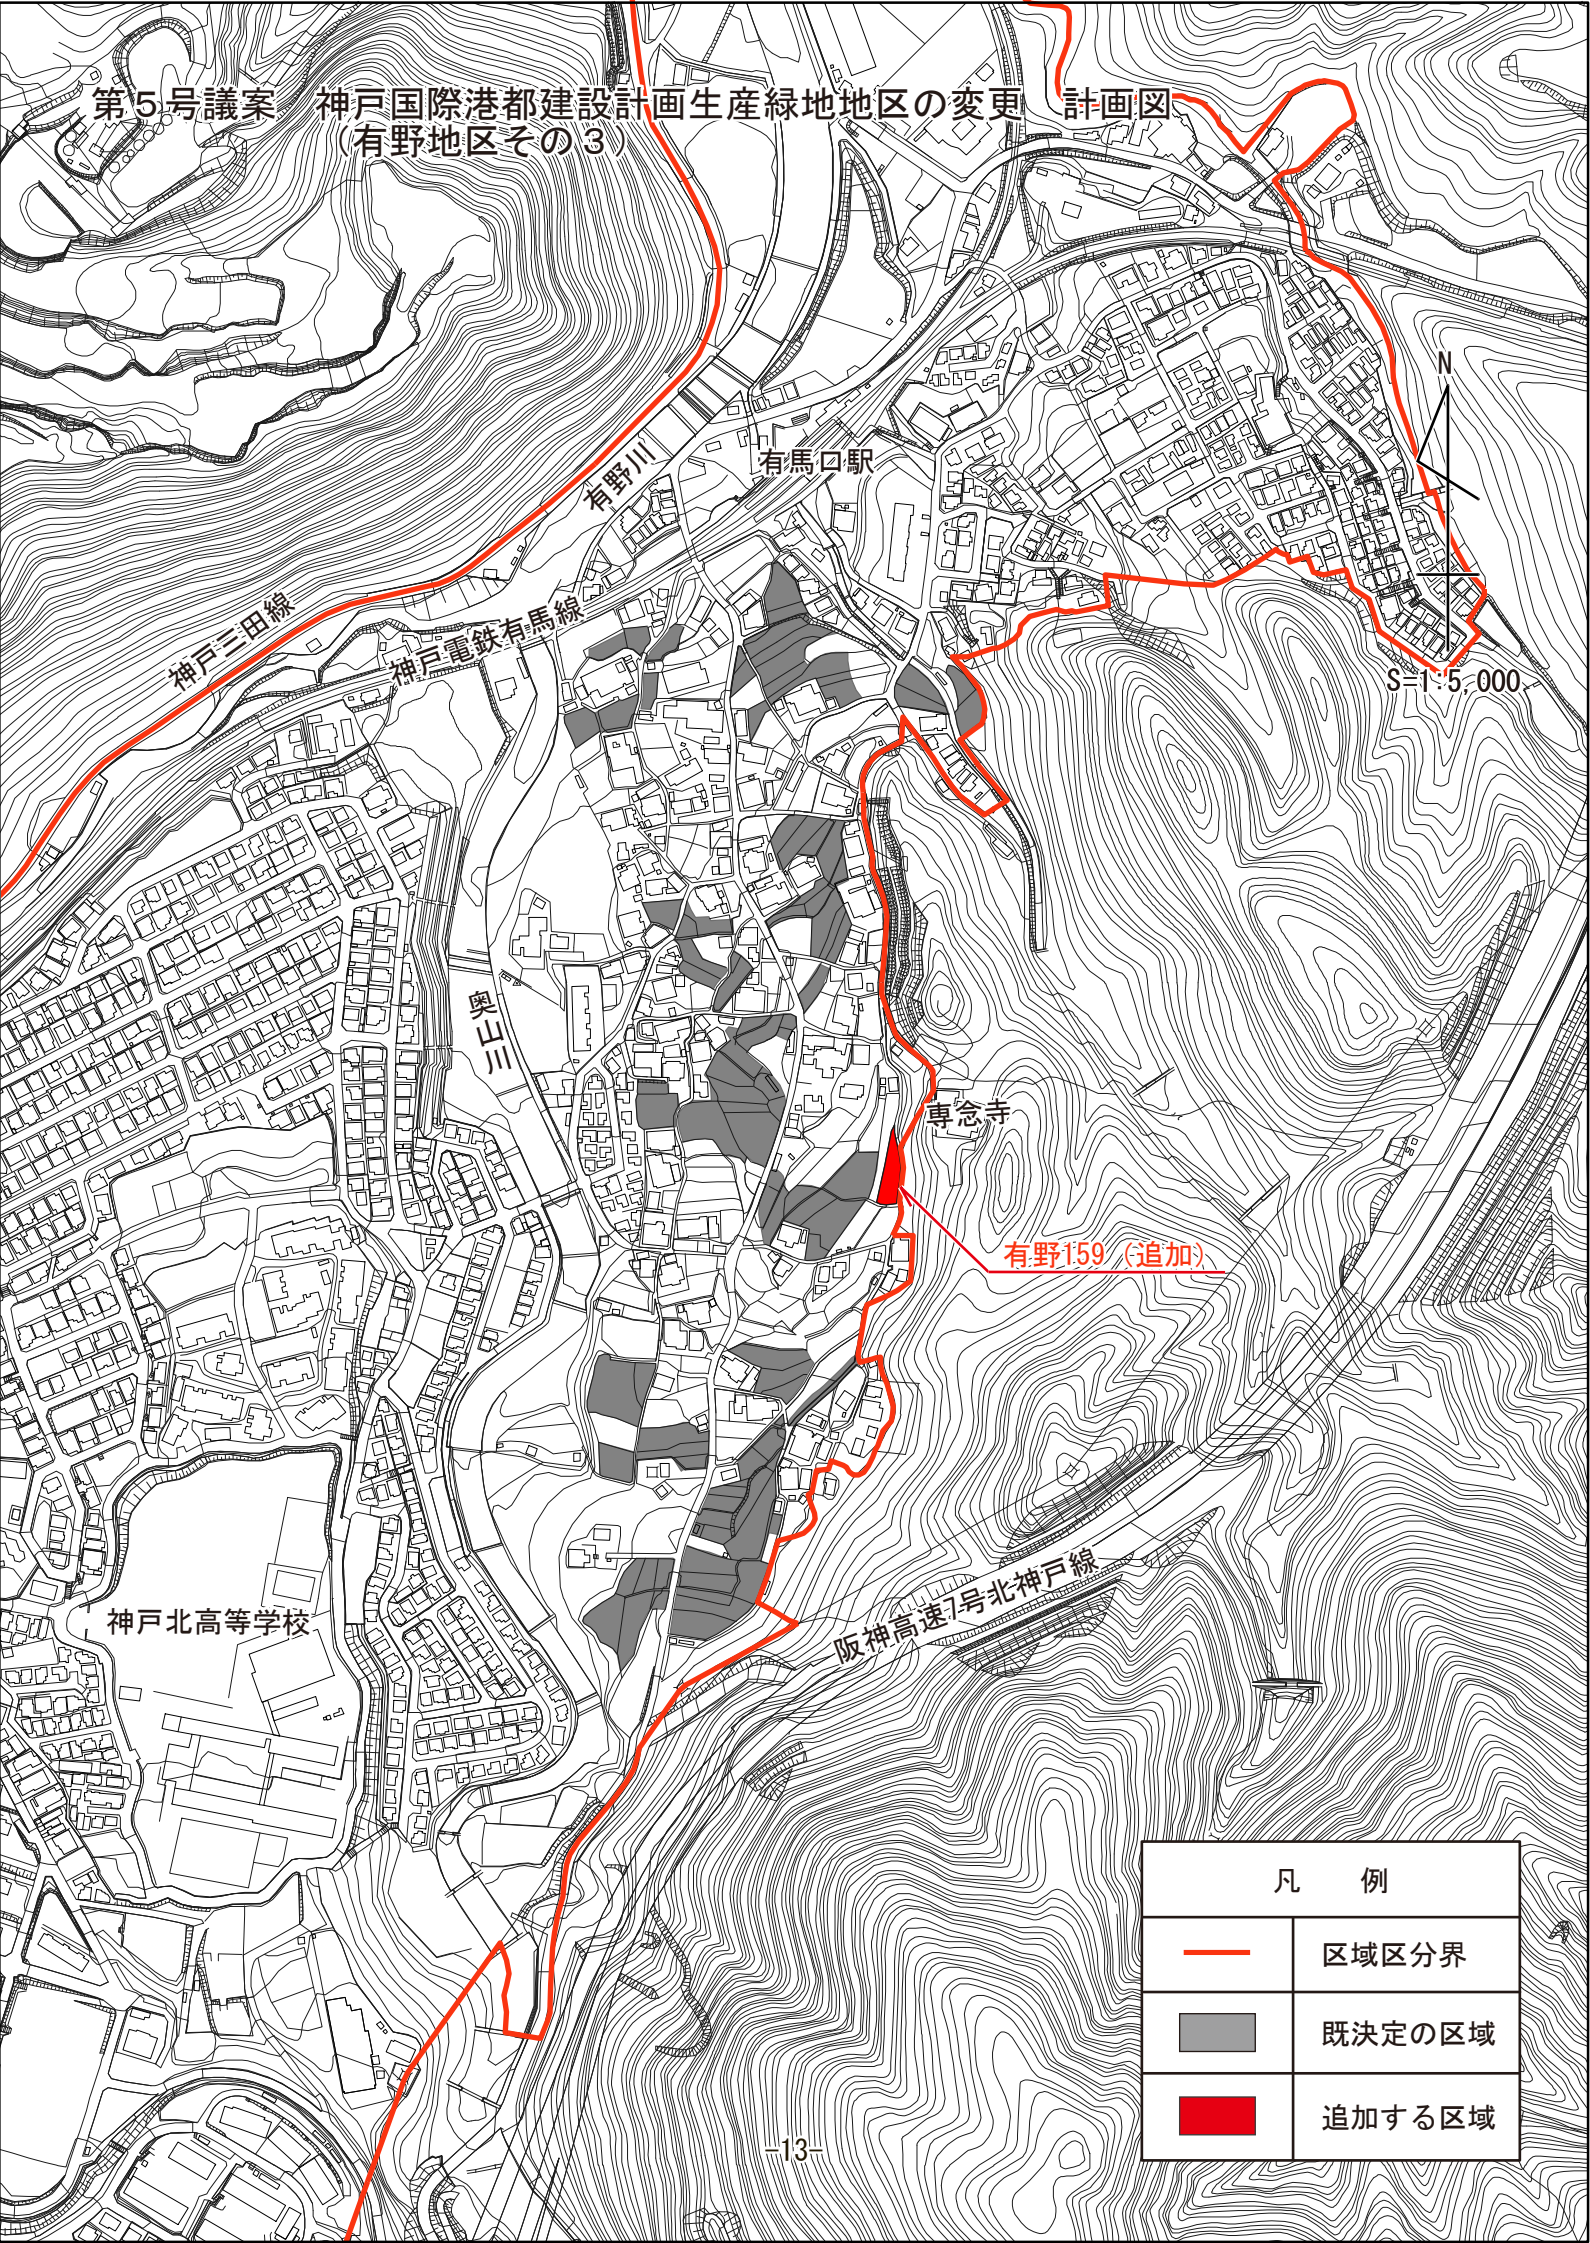 第５号議案　神戸国際港都建設計画生産緑地地区の変更　計画図
（有野地区その３）
N
有馬口駅
有野川
神戸三田線
神戸電鉄有馬線
S=1:5,000
奥山川
専念寺
有野159（追加）
阪神高速7号北神戸線
神戸北高等学校
凡　例
区域区分界
既決定の区域
追加する区域
-13-